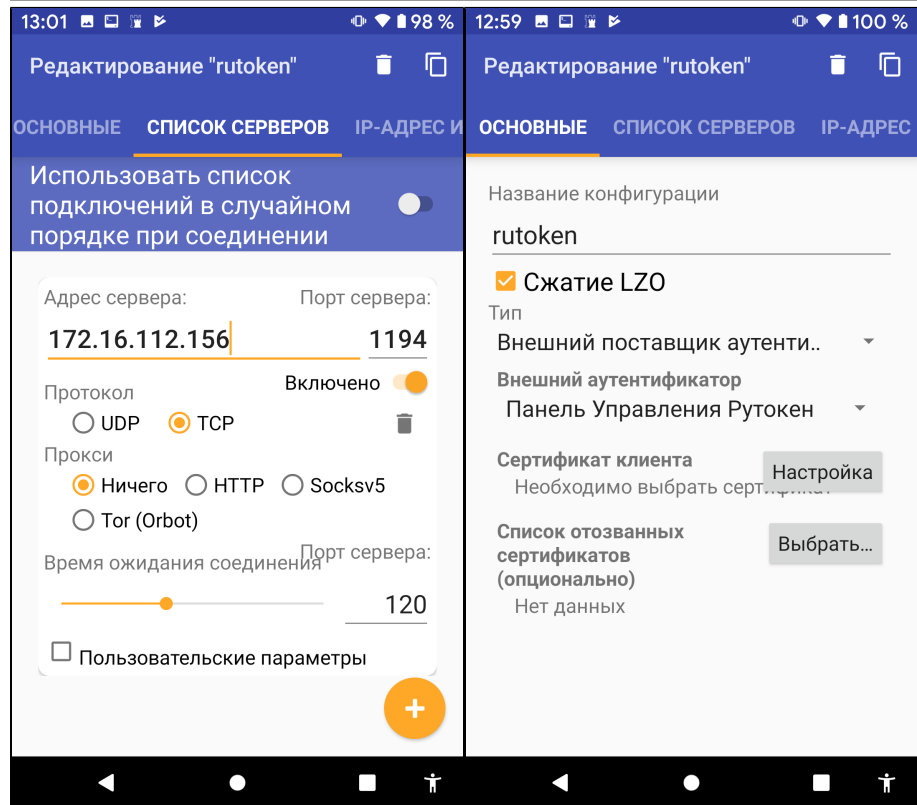 13:01 98 %
Редактирование "rutoken"
ОСНОВНЫЕ СПИСОК СЕРВЕРОВ IP-АДРЕС И
Использовать список
подключений в случайном
порядке при соединении
Адрес сервера: Порт сервера:
172.16.112.156 1194
Включено
Протокол
UDP TCP
Прокси
Ничего HTTP Socksv5
Tor (Orbot)
Порт сервера:
Время ожидания соединения
120
Пользовательские параметры
12:59 100 %
Редактирование "rutoken"
ОСНОВНЫЕ СПИСОК СЕРВЕРОВ IP-АДРЕС
Название конфигурации
rutoken
Сжатие LZO
Тип
Внешний поставщик аутенти..
Внешний аутентификатор
Панель Управления Рутокен
Сертификат клиента
Настройка
Необходимо выбрать сертификат
Список отозванных
сертификатов
(опционально)
Выбрать...
Нет данных